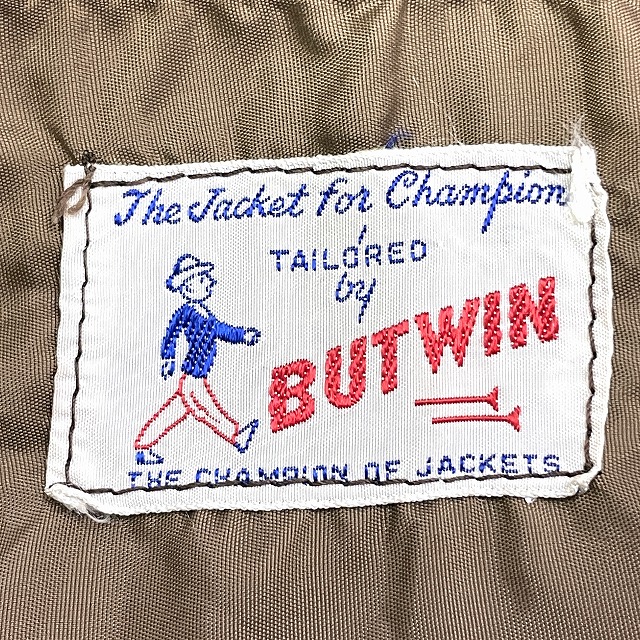 The Jacket for Champion
TAILORED
by
BUTWIN
THE CHAMPION OF JACKETS